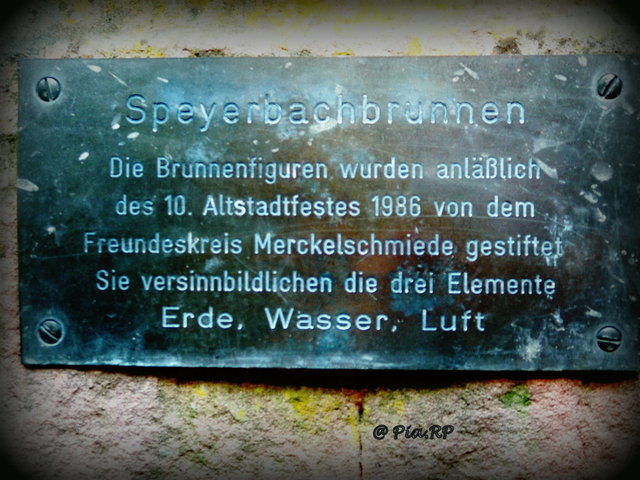 Speyerbachbrunnen
Die Brunnenfiguren wurden anläßlich
des 10. Altstadtfestes 1986 von dem
Freundeskreis Merckelschmiede gestiftet
Sie versinnbildlichen die drei Elemente
Erde, Wasser, Luft
@ Pia.RP